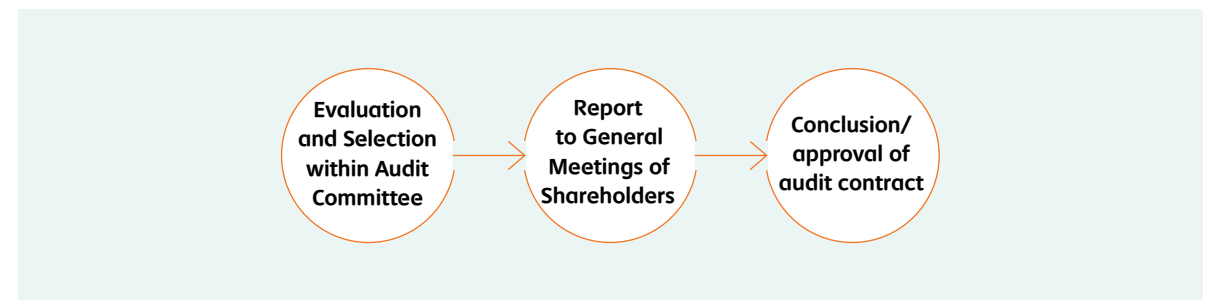 Evaluation
and Selection
within Audit
Committee
Report
to General
Meetings of
Shareholders
Conclusion/
approval of
audit contract